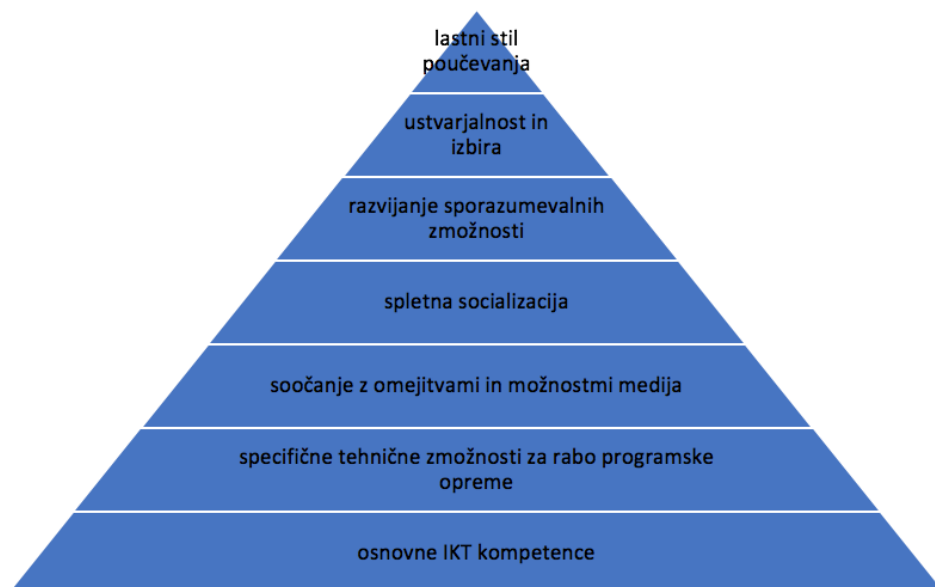 lastni stil
poučevanja
ustvarjalnost in
izbira
razvijanje sporazumevalnih
zmožnosti
spletna socializacija
soočanje z omejitvami in možnostmi medija
specifične tehnične zmožnosti za rabo programske
opreme
osnovne IKT kompetence